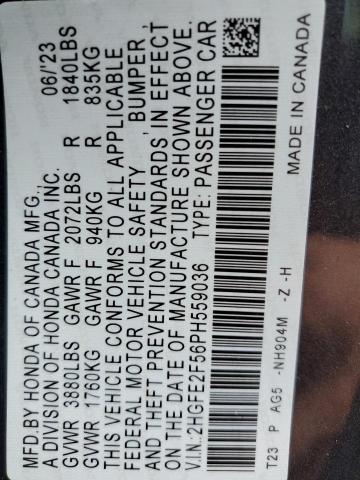 MFD.BY HONDA OF CANADA MFG., 06/'23
A DIVISION OF HONDA CANADA INC.
GVWR 3880LBS GAWR F 2072LBS R 1840LBS
GVWR 1760KG GAWR F 940KG R 835KG
THIS VEHICLE CONFORMS TO ALL APPLICABLE
FEDERAL MOTOR VEHICLE SAFETY, BUMPER,
AND THEFT PREVENTION STANDARDS IN EFFECT
ON THE DATE OF MANUFACTURE SHOWN ABOVE.
V.I.N.:2HGFE2F56PH559036 TYPE: PASSENGER CAR
T23 P AG5 -NH904M -Z -H MADE IN CANADA